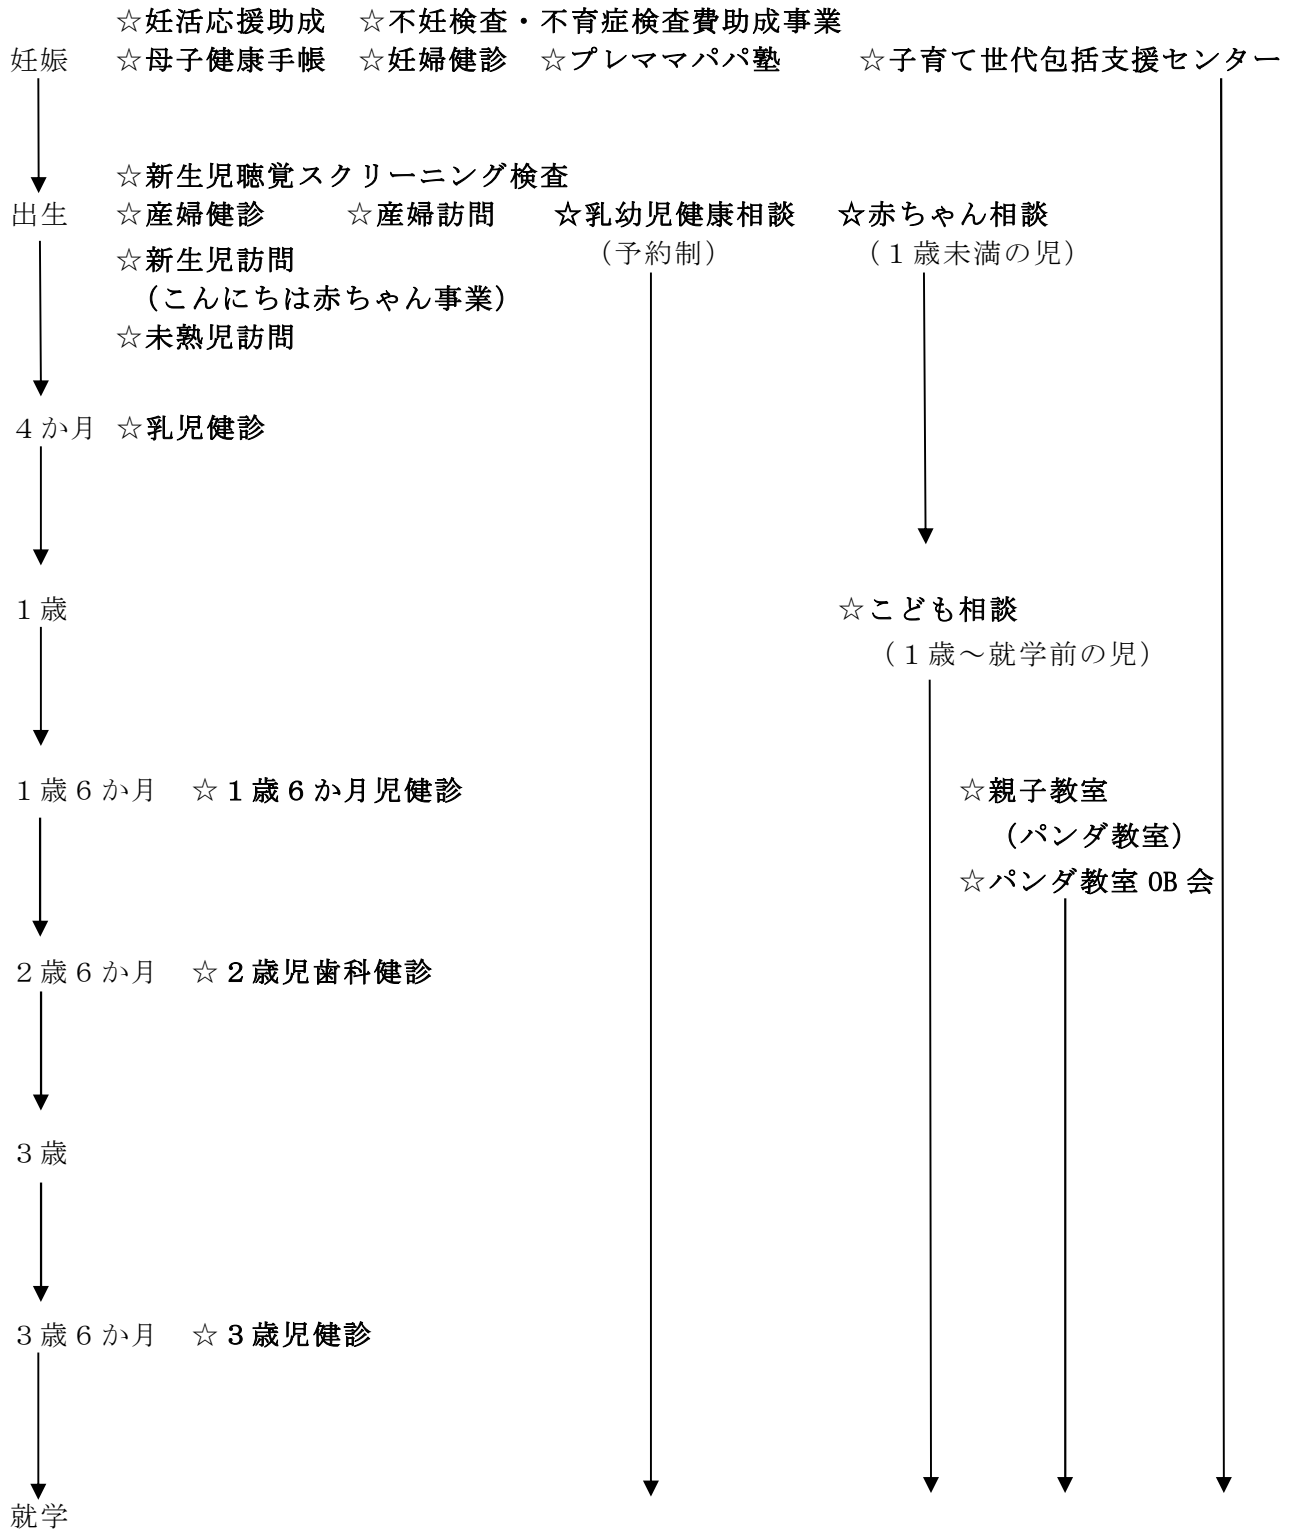 ☆妊活応援助成　☆不妊検査・不育症検査費助成事業
妊娠　☆母子健康手帳　☆妊婦健診　☆プレママパパ塾　☆子育て世代包括支援センター
☆新生児聴覚スクリーニング検査
出生　☆産婦健診　☆産婦訪問　☆乳幼児健康相談　☆赤ちゃん相談
（予約制）　（１歳未満の児）
☆新生児訪問
（こんにちは赤ちゃん事業）
☆未熟児訪問
４か月　☆乳児健診
１歳　☆こども相談
（１歳～就学前の児）
１歳６か月　☆１歳６か月児健診　☆親子教室
（パンダ教室）
☆パンダ教室 OB 会
２歳６か月　☆２歳児歯科健診
３歳
３歳６か月　☆３歳児健診
就学